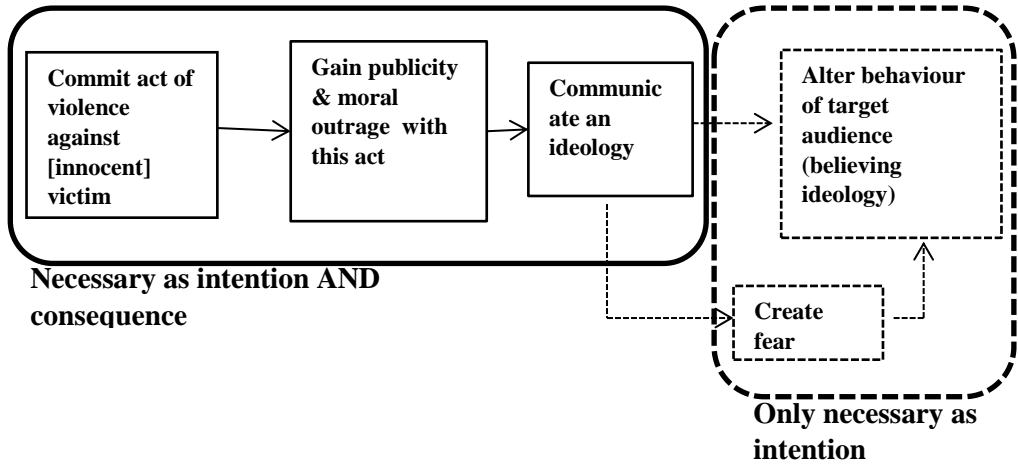 Commit act of
violence
against
[innocent]
victim
Gain publicity
& moral
outrage with
this act
Communic
ate an
ideology
Alter behaviour
of target
audience
(believing
ideology)
Necessary as intention AND
consequence
Create
fear
Only necessary as
intention